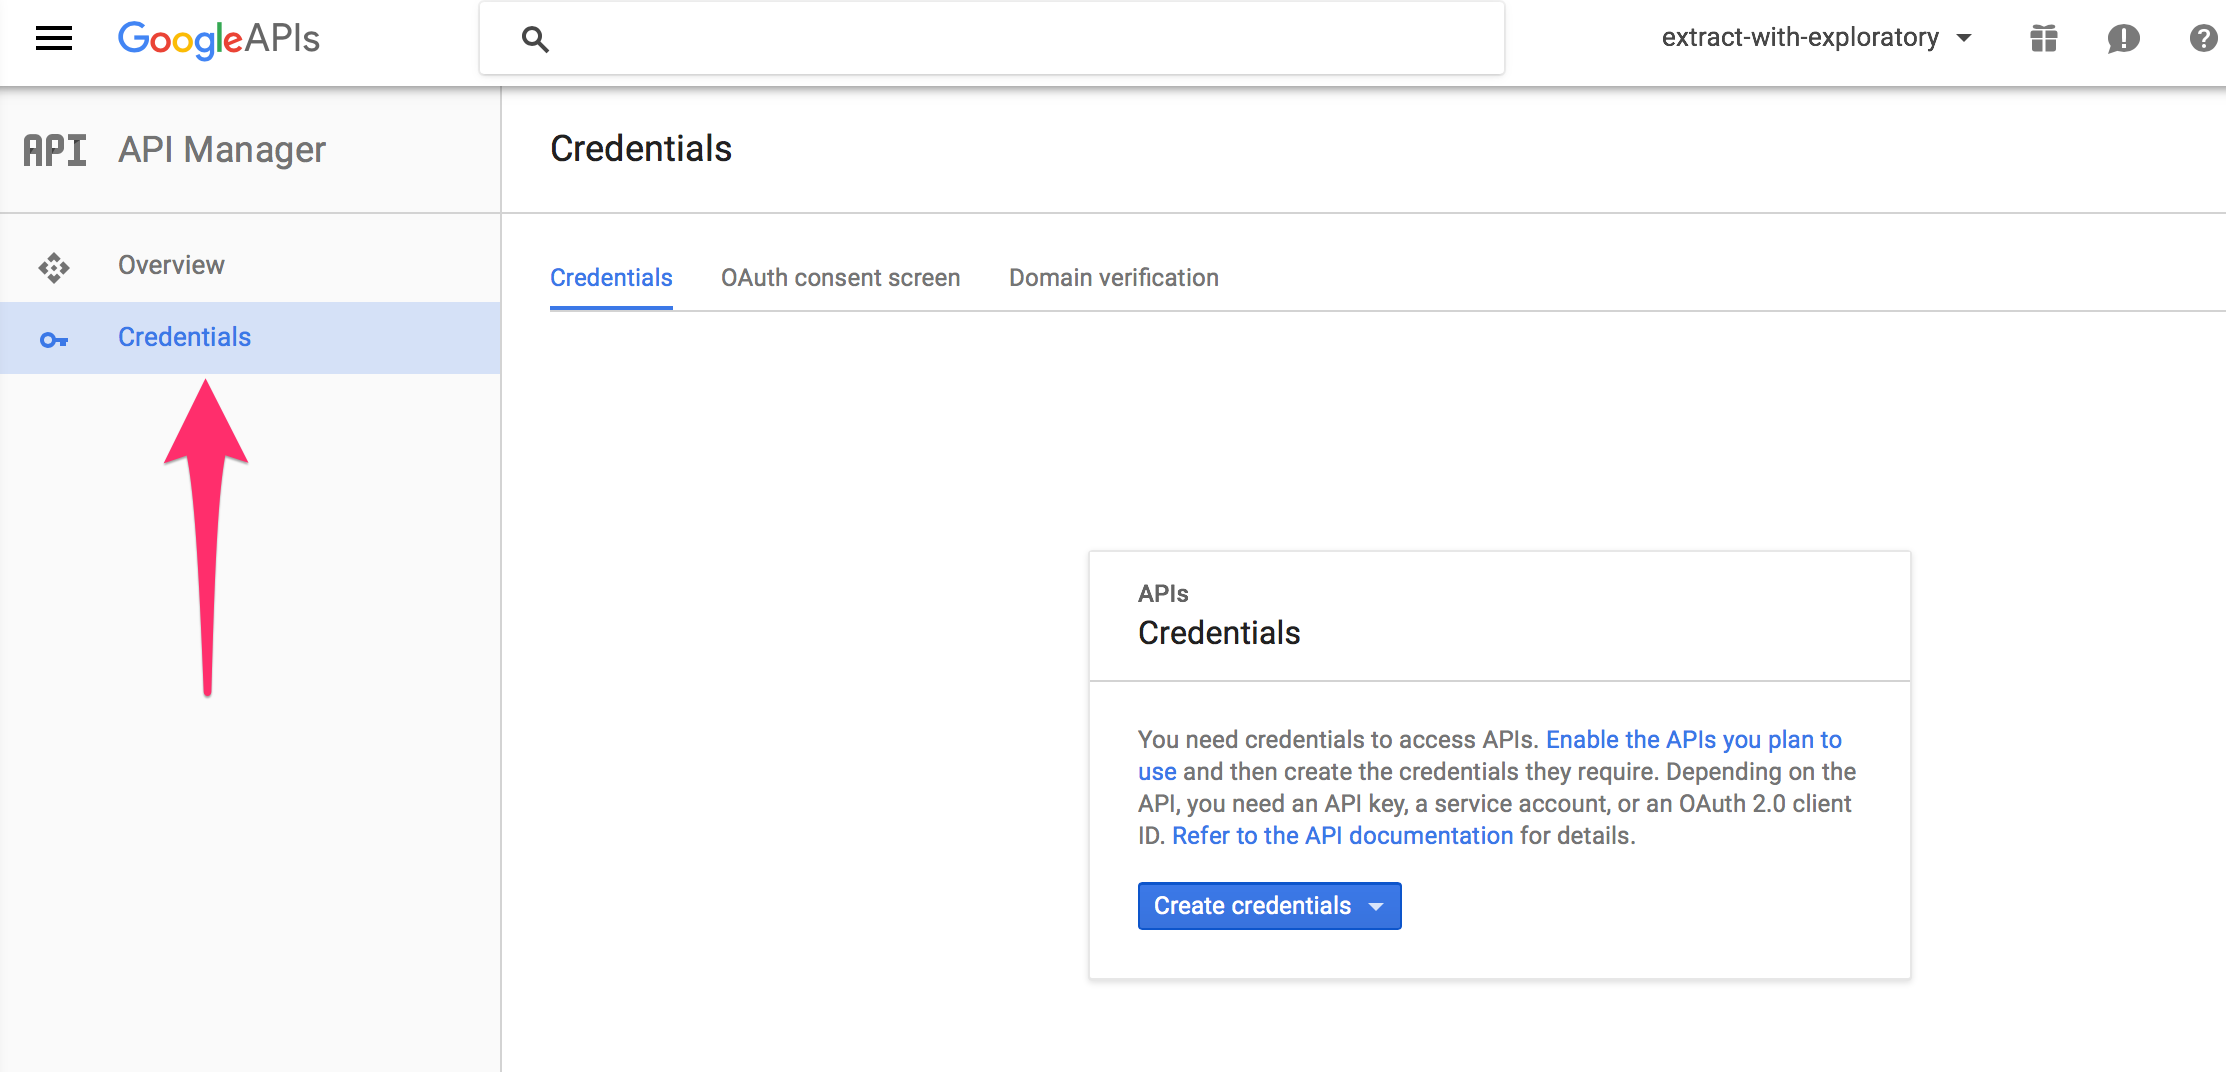 GoogleAPIs
extract-with-exploratory
API
API Manager
Credentials
Overview
Credentials
Credentials
OAuth consent screen
Domain verification
APIs
Credentials
You need credentials to access APIs. Enable the APIs you plan to
use and then create the credentials they require. Depending on the
API, you need an API key, a service account, or an OAuth 2.0 client
ID. Refer to the API documentation for details.
Create credentials